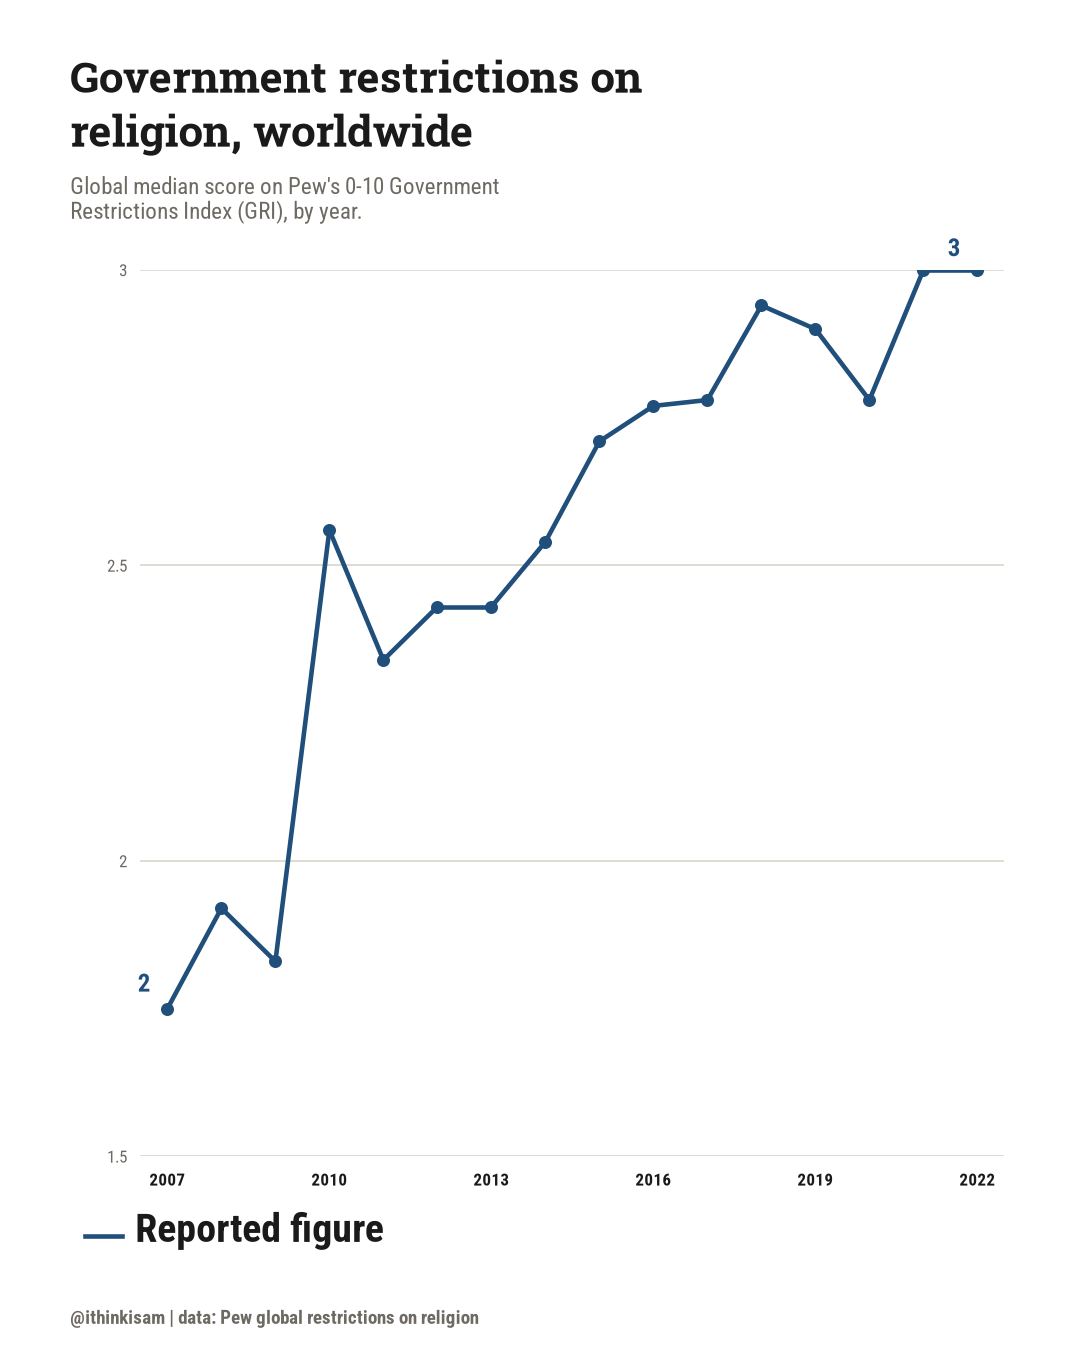 Government restrictions on
religion, worldwide
Global median score on Pew's 0-10 Government
Restrictions Index (GRI), by year.
3
3
2.5
2
2
1.5
2007 2010 2013 2016 2019 2022
Reported figure
@ithinkisam | data: Pew global restrictions on religion